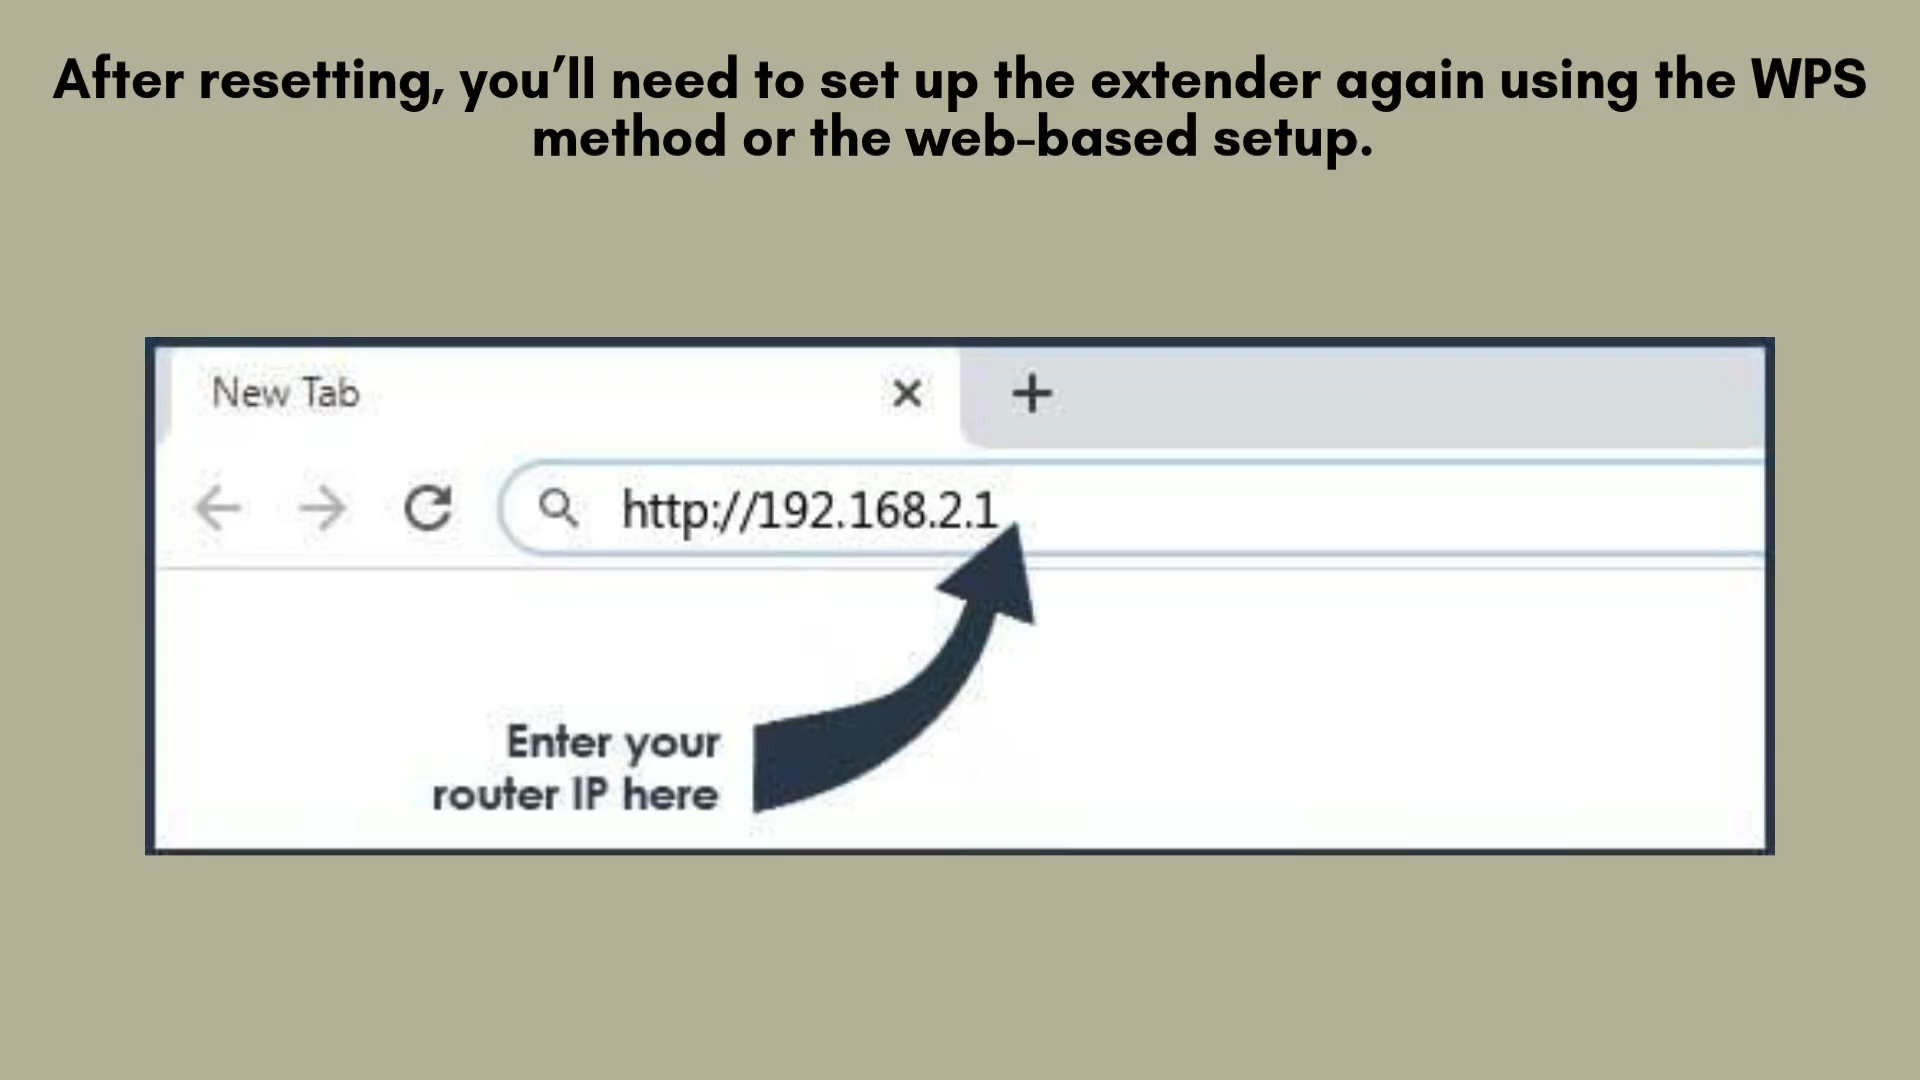 After resetting, you’ll need to set up the extender again using the WPS
method or the web-based setup.
New Tab
http://192.168.2.1
Enter your
router IP here